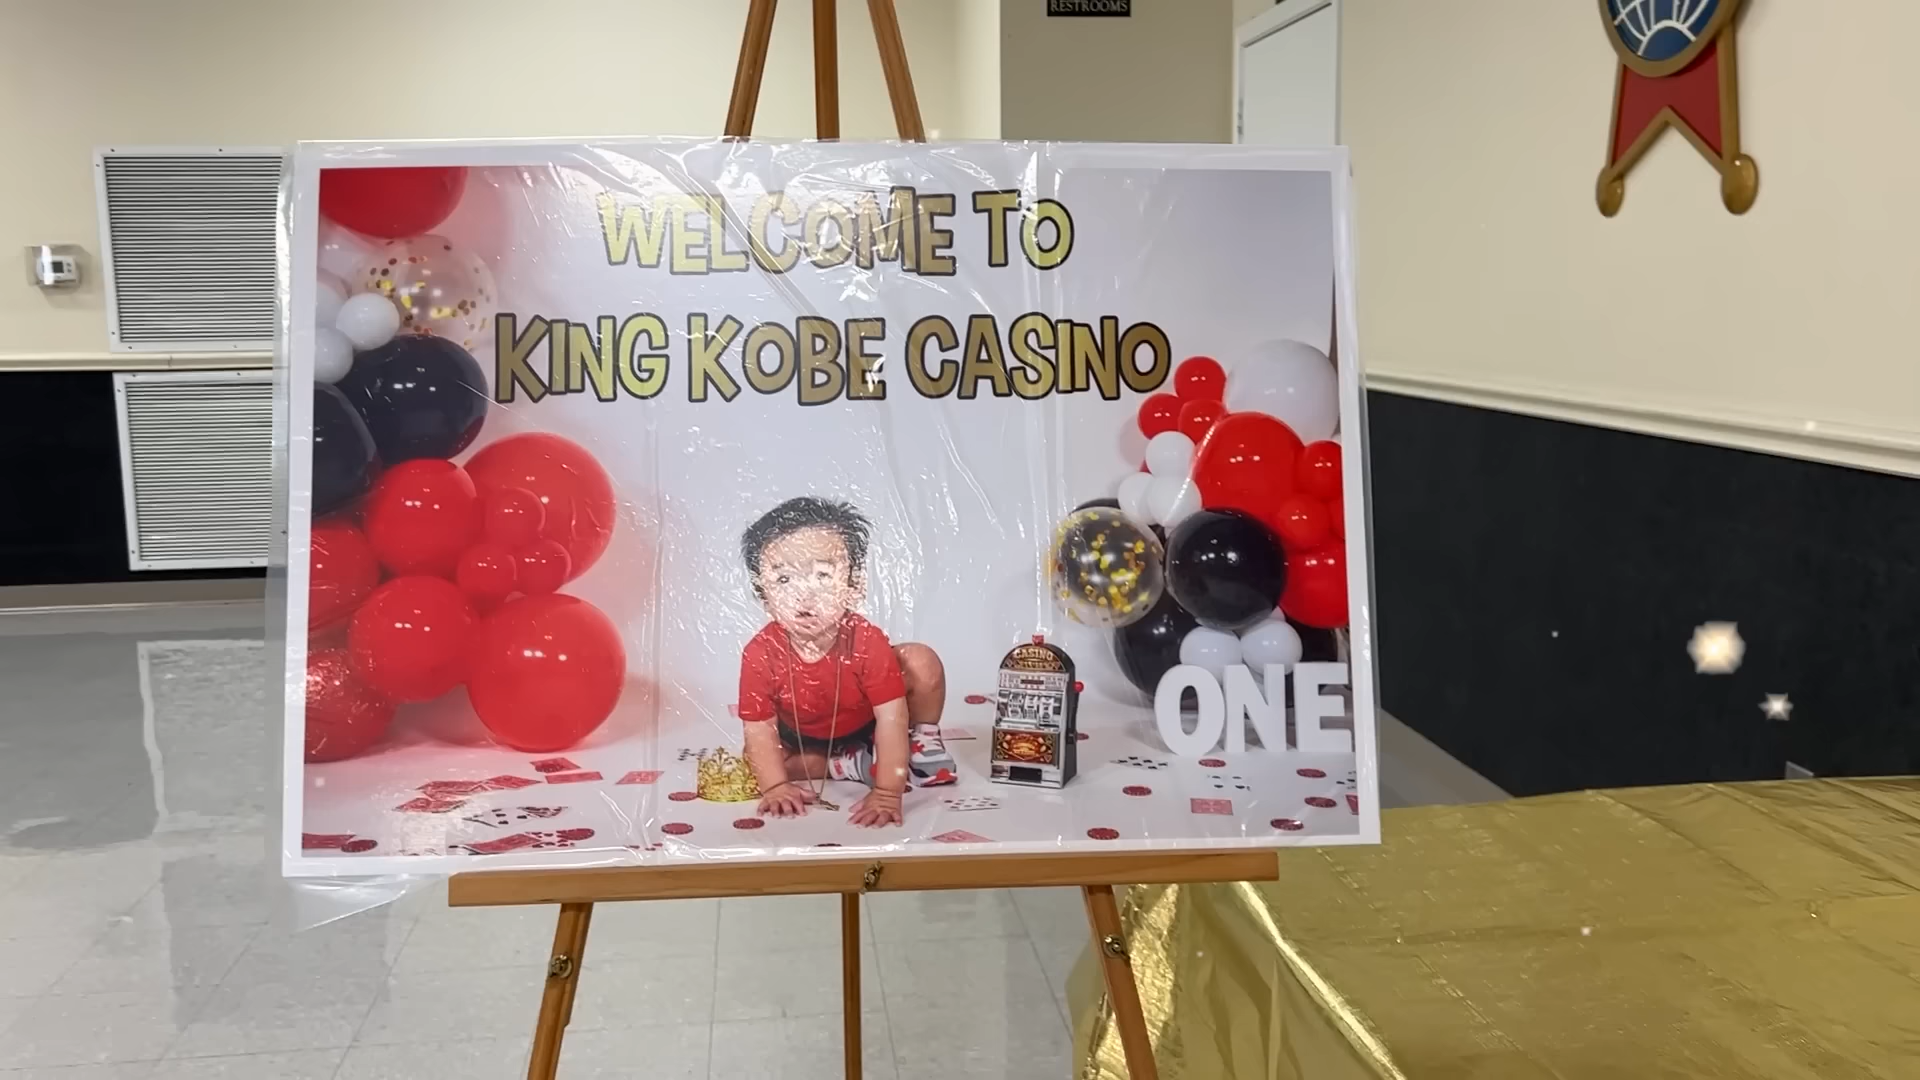 RESTROOMS
WELCOME TO
KING KOBE CASINO
CASINO
ONE